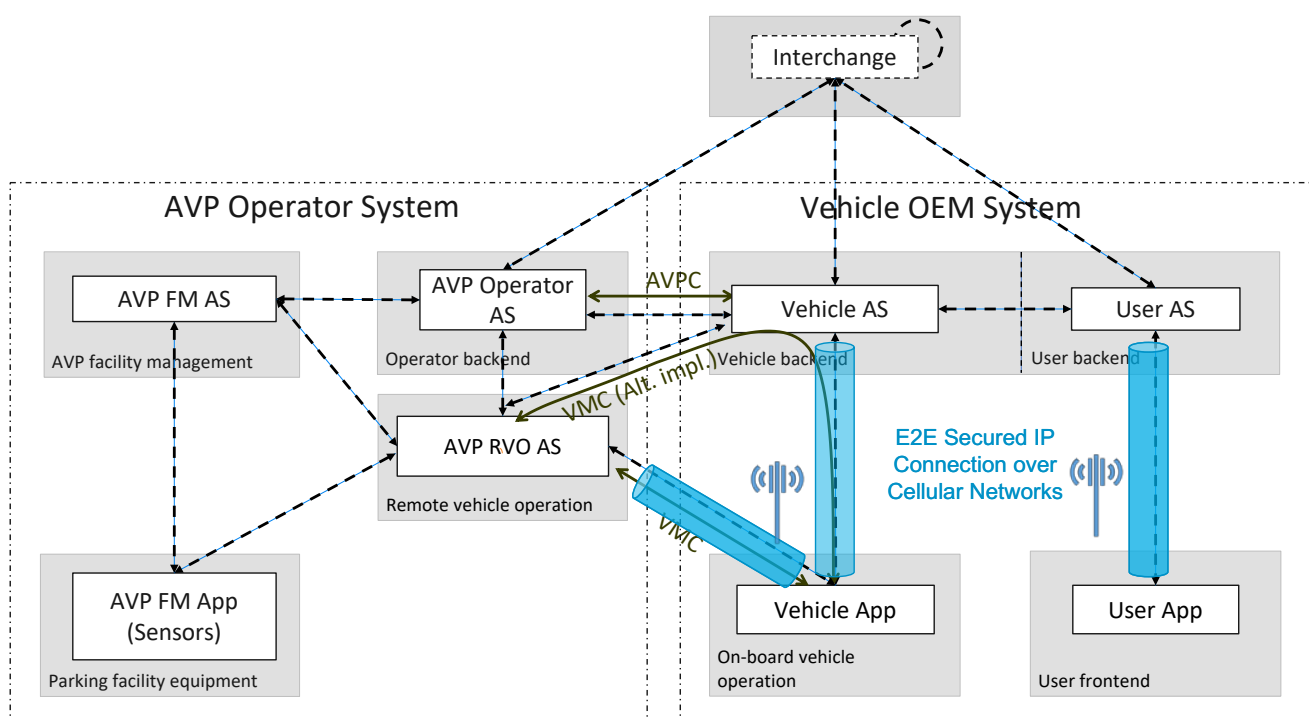 Interchange
AVP Operator System
Vehicle OEM System
AVP FM AS
AVP facility management
AVP Operator
AS
Operator backend
AVPC
Vehicle AS
Vehicle backend
User AS
User backend
VMC (Alt. impl.)
AVP RVO AS
Remote vehicle operation
E2E Secured IP
Connection over
Cellular Networks
VMC
AVP FM App
(Sensors)
Parking facility equipment
Vehicle App
On-board vehicle
operation
User App
User frontend